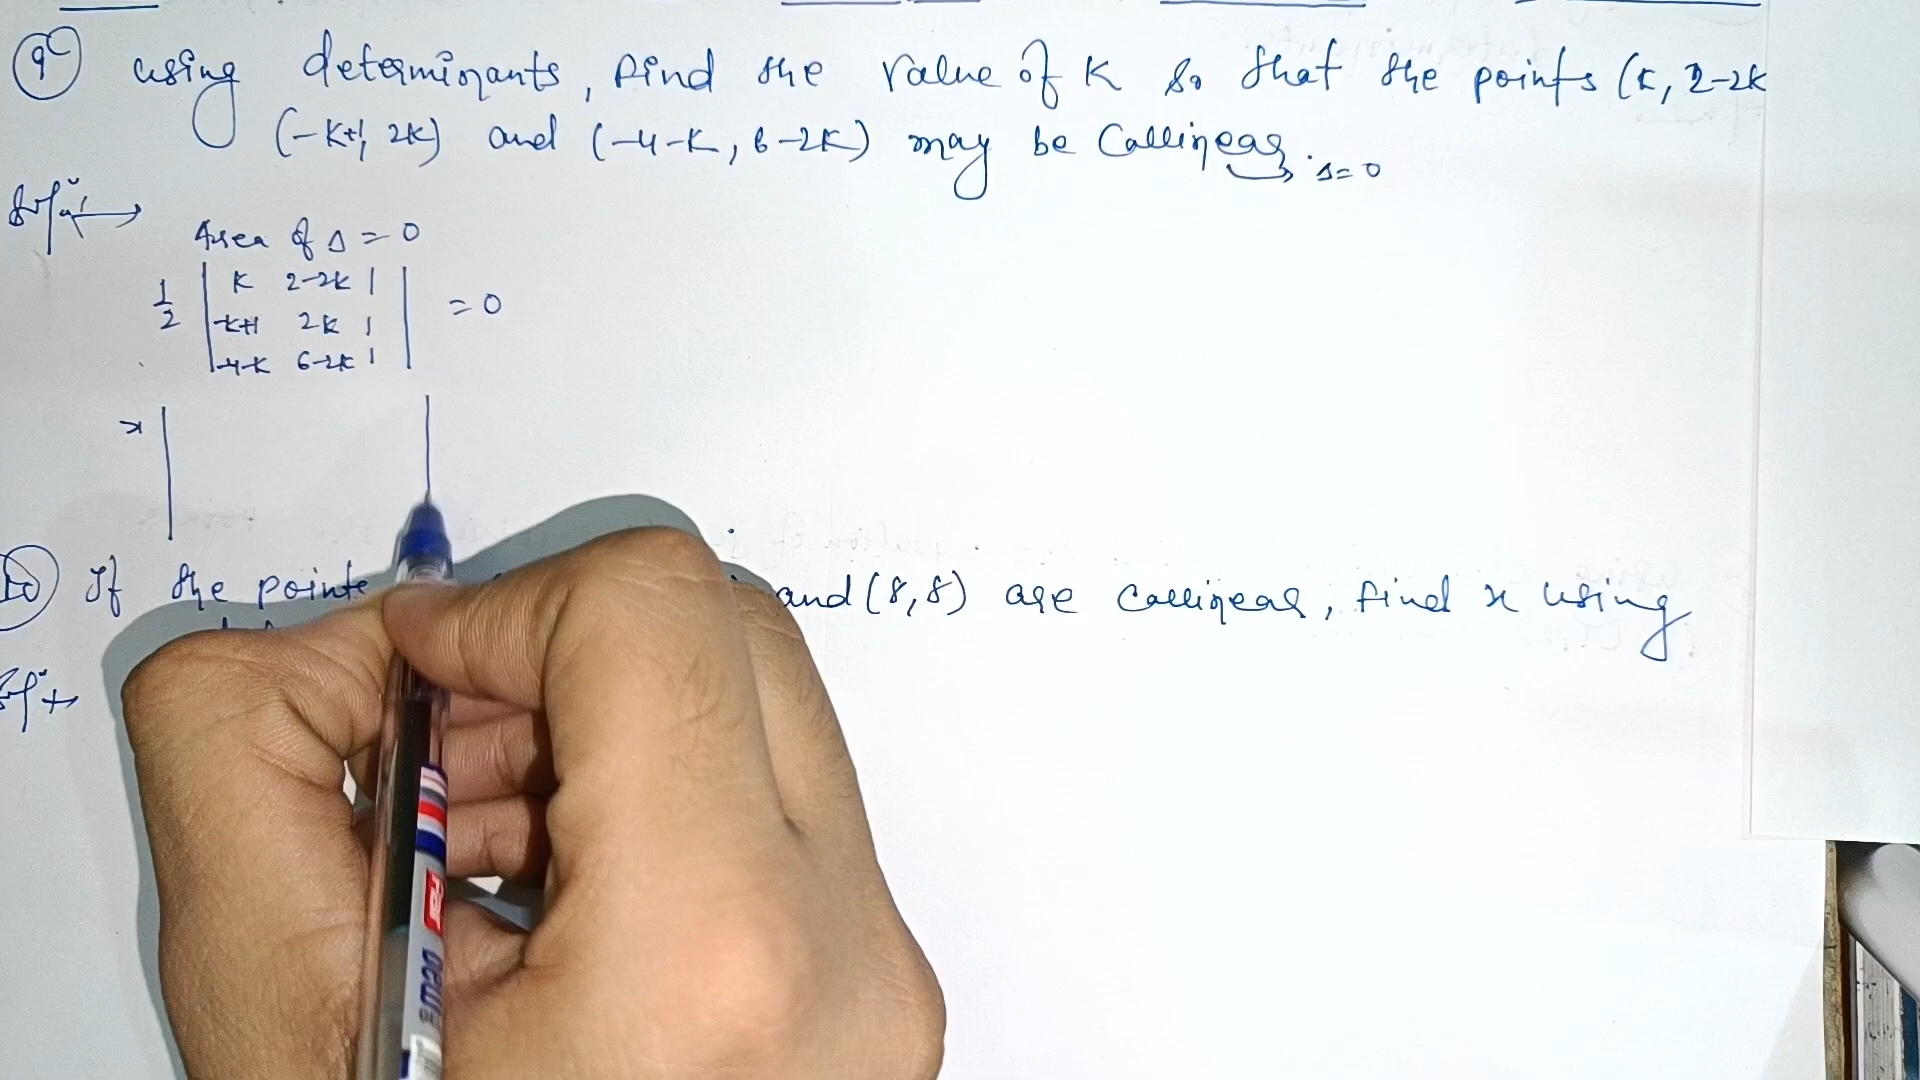 9 using determinants, find the value of K so that the points (K, 2-2K
(-K+1, 2K) and (-4-K, 6-2K) may be Collinear. Δ=0
Solⁿ →
Area of Δ = 0
1/2 | K 2-2K 1 | = 0
-K+1 2K 1
-4-K 6-2K 1
10 If the points and (8,8) are collinear, find x using
Solⁿ →